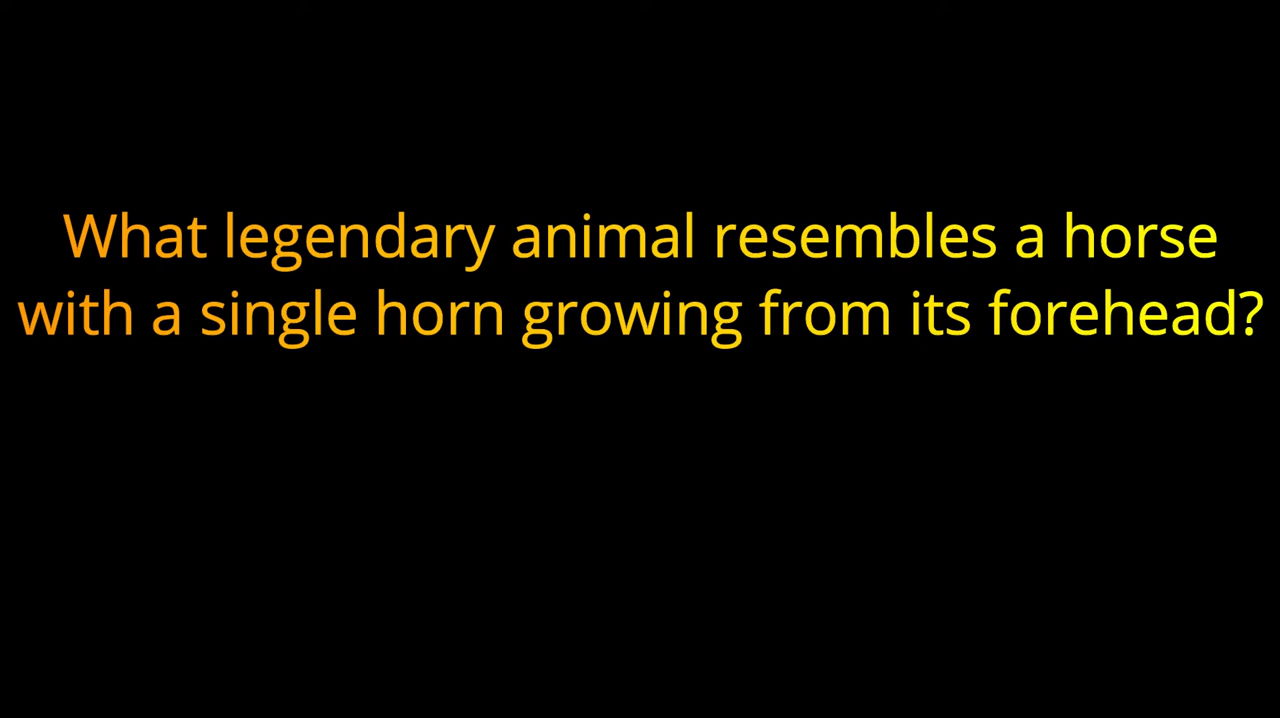 What legendary animal resembles a horse
with a single horn growing from its forehead?